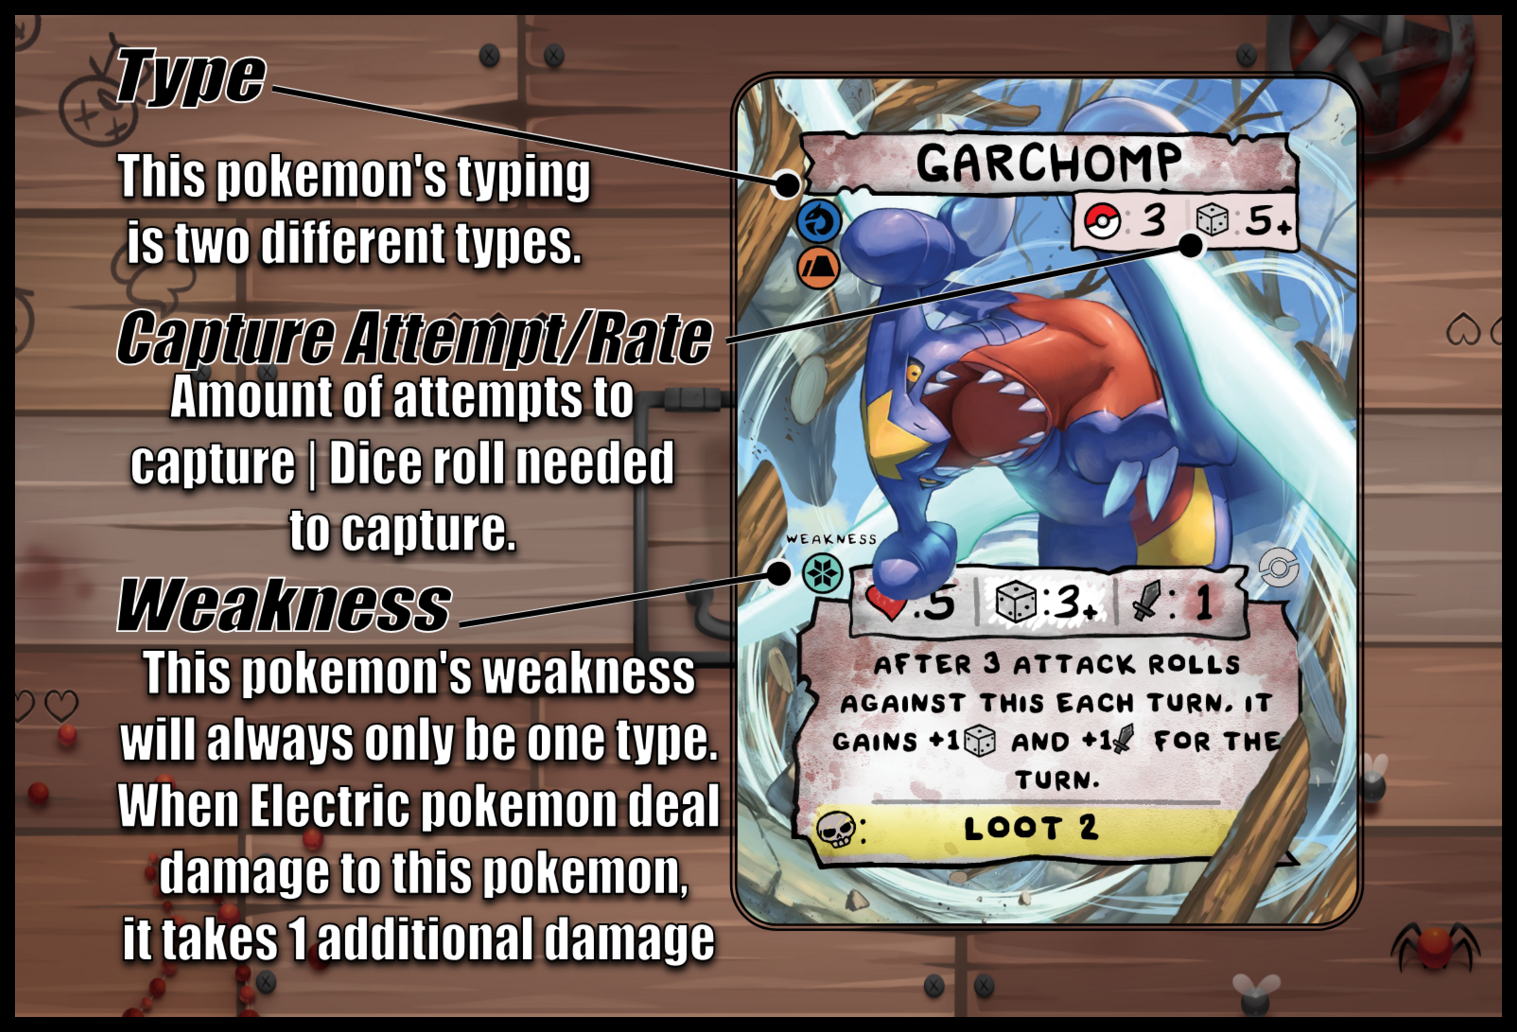 Type
This pokemon's typing
is two different types.
Capture Attempt/Rate
Amount of attempts to
capture | Dice roll needed
to capture.
Weakness
This pokemon's weakness
will always only be one type.
When Electric pokemon deal
damage to this pokemon,
it takes 1 additional damage
GARCHOMP
: 3 : 5+
WEAKNESS
:5 :3+ : 1
AFTER 3 ATTACK ROLLS
AGAINST THIS EACH TURN, IT
GAINS +1 AND +1 FOR THE
TURN.
: LOOT 2